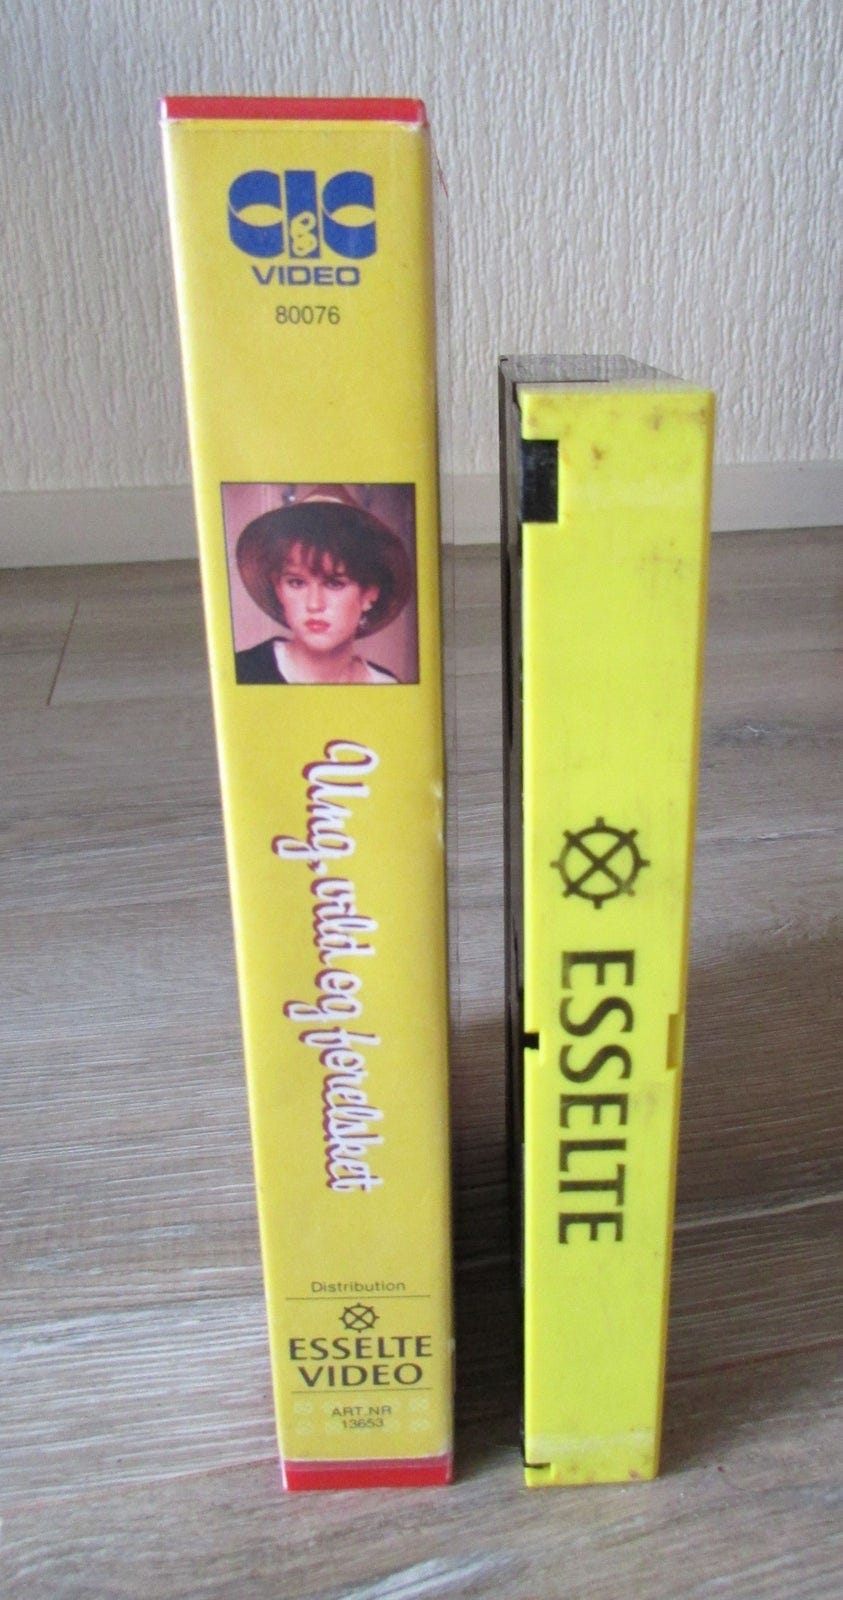 CIC
VIDEO
80076
Ung, vild og forelsket
Distribution
ESSELTE
VIDEO
ART.NR
13653
ESSELTE